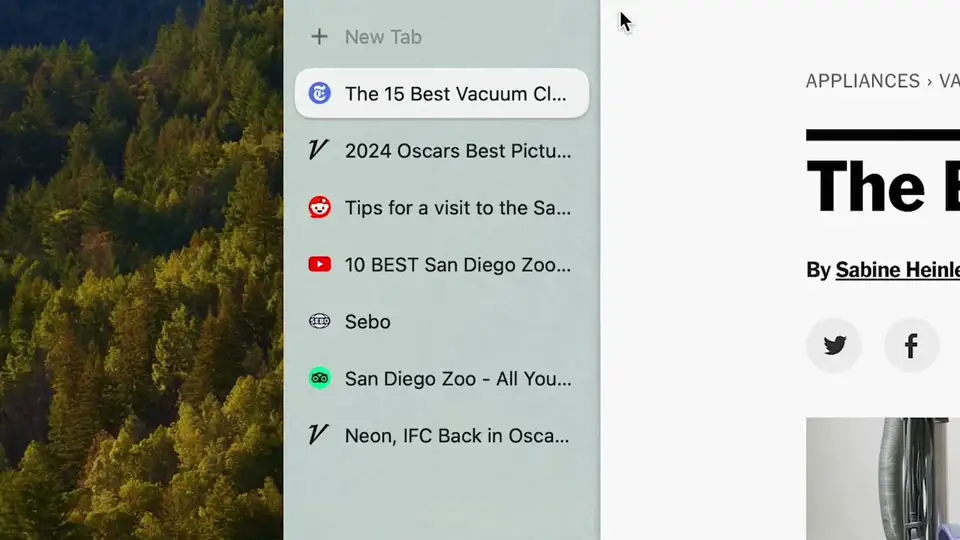 New Tab
The 15 Best Vacuum Cl...
2024 Oscars Best Pictu...
Tips for a visit to the Sa...
10 BEST San Diego Zoo...
Sebo
SEBO
San Diego Zoo - All You...
Neon, IFC Back in Osca...
APPLIANCES › VA
The
By Sabine Heinle